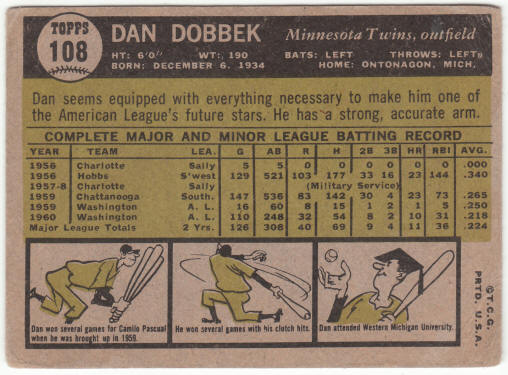 TOPPS
108
DAN DOBBEK
Minnesota Twins, outfield
HT: 6'0" WT: 190 BATS: LEFT THROWS: LEFT
BORN: DECEMBER 6, 1934 HOME: ONTONAGON, MICH.
Dan seems equipped with everything necessary to make him one of
the American League's future stars. He has a strong, accurate arm.
COMPLETE MAJOR AND MINOR LEAGUE BATTING RECORD
YEAR TEAM LEA. G AB R H 2B 3B HR RBI AVG.
1956 Charlotte Sally 5 5 0 0 0 0 0 0 .000
1956 Hobbs S'west 129 521 103 177 33 16 23 144 .340
1957-8 Charlotte Sally (Military Service)
1959 Chattanooga South. 147 536 83 142 30 4 23 73 .265
1959 Washington A. L. 16 60 8 15 1 2 1 5 .250
1960 Washington A. L. 110 248 32 54 8 2 10 31 .218
Major League Totals 2 Yrs. 126 308 40 69 9 4 11 36 .224
Dan won several games for Camilo Pascual
when he was brought up in 1959.
He won several games with his clutch hits.
Dan attended Western Michigan University.
©T.C.G.
PRTD. U.S.A.